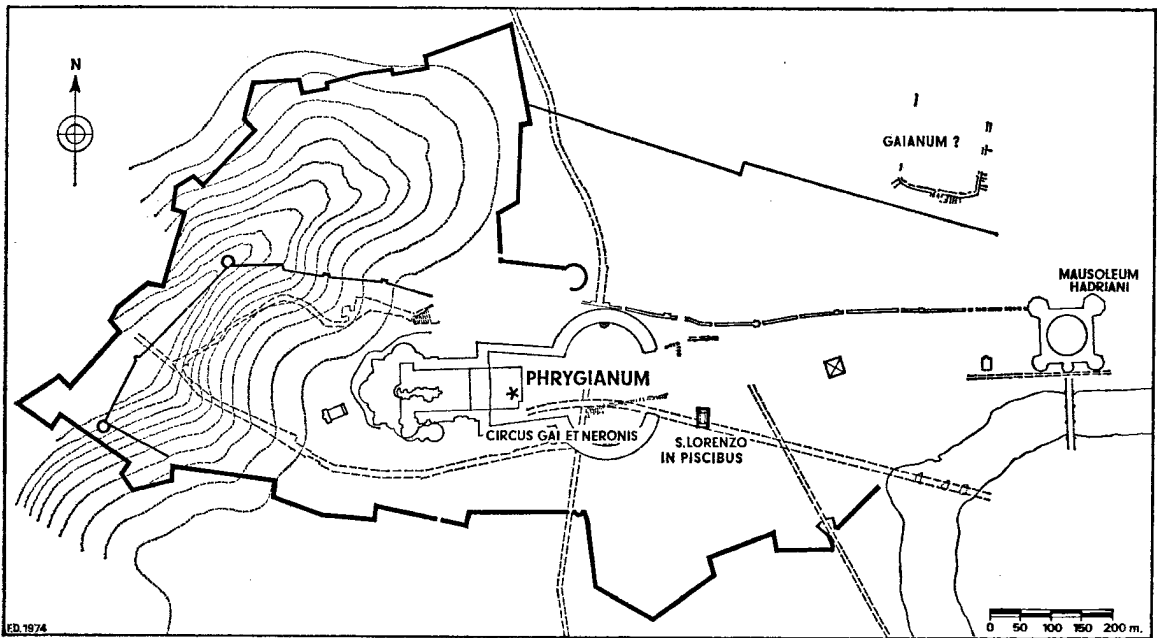 N
GAIANUM ?
MAUSOLEUM
HADRIANI
PHRYGIANUM
CIRCUS GAI ET NERONIS
S. LORENZO
IN PISCIBUS
F.D. 1974
0 50 100 150 200 m.